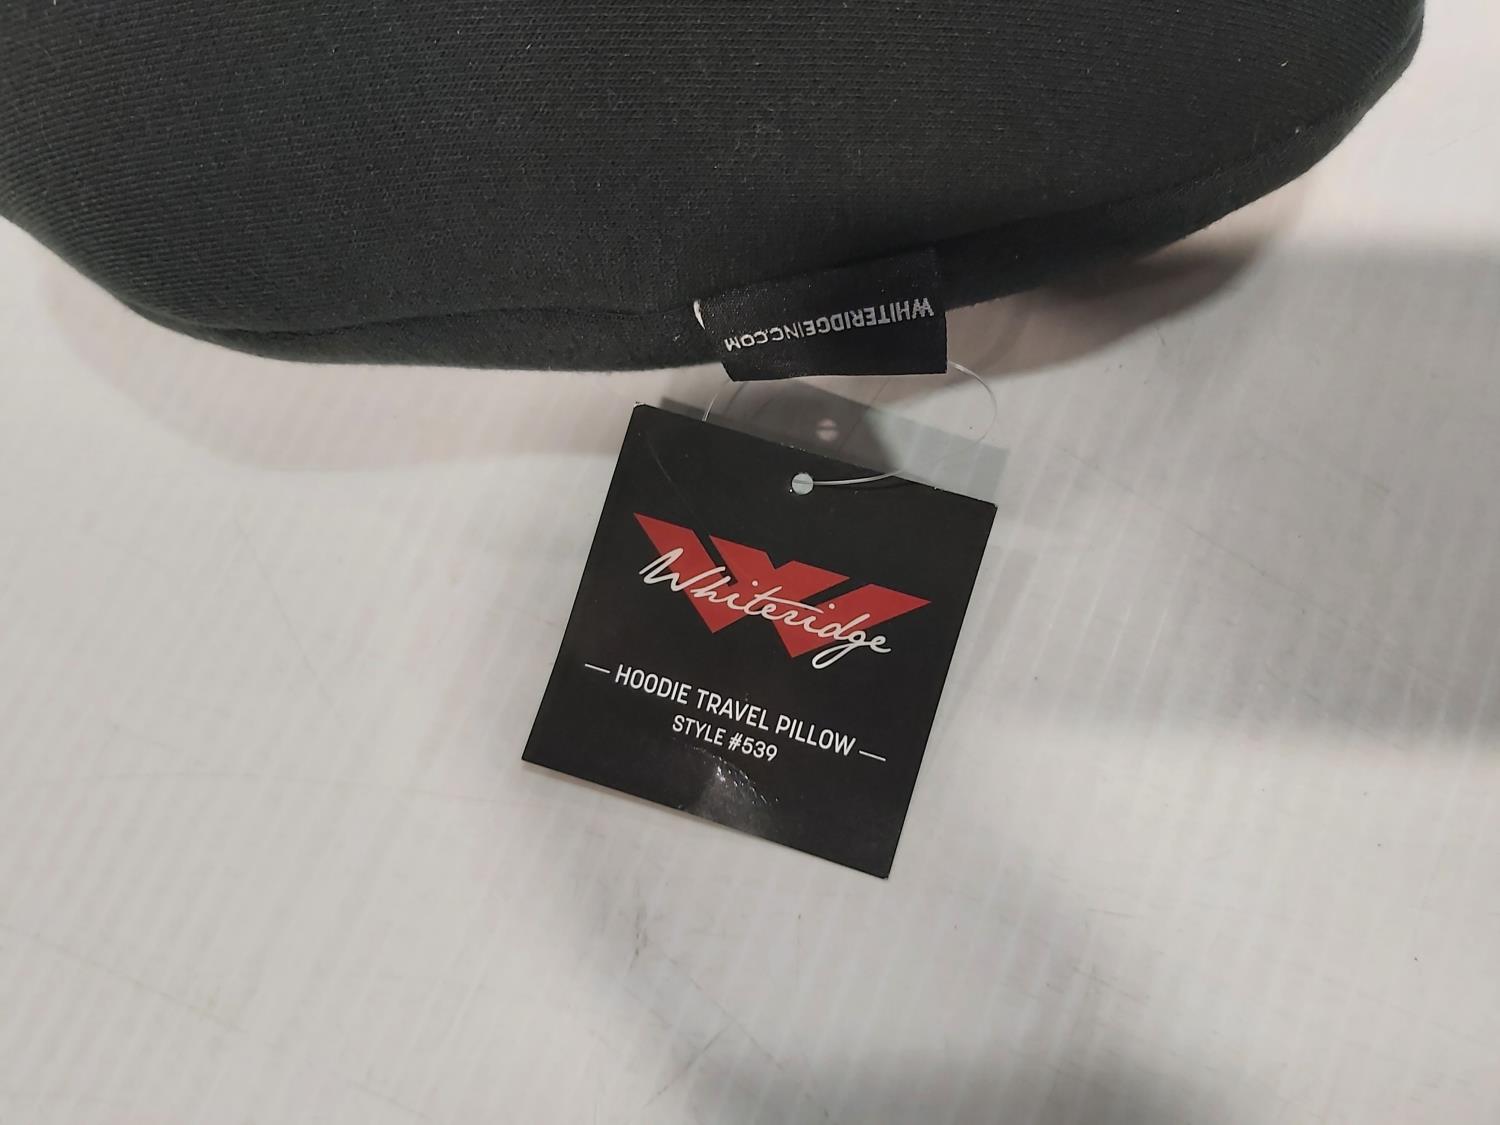 WHITERIDGEINC.COM
Whiteridge
— HOODIE TRAVEL PILLOW —
STYLE #539